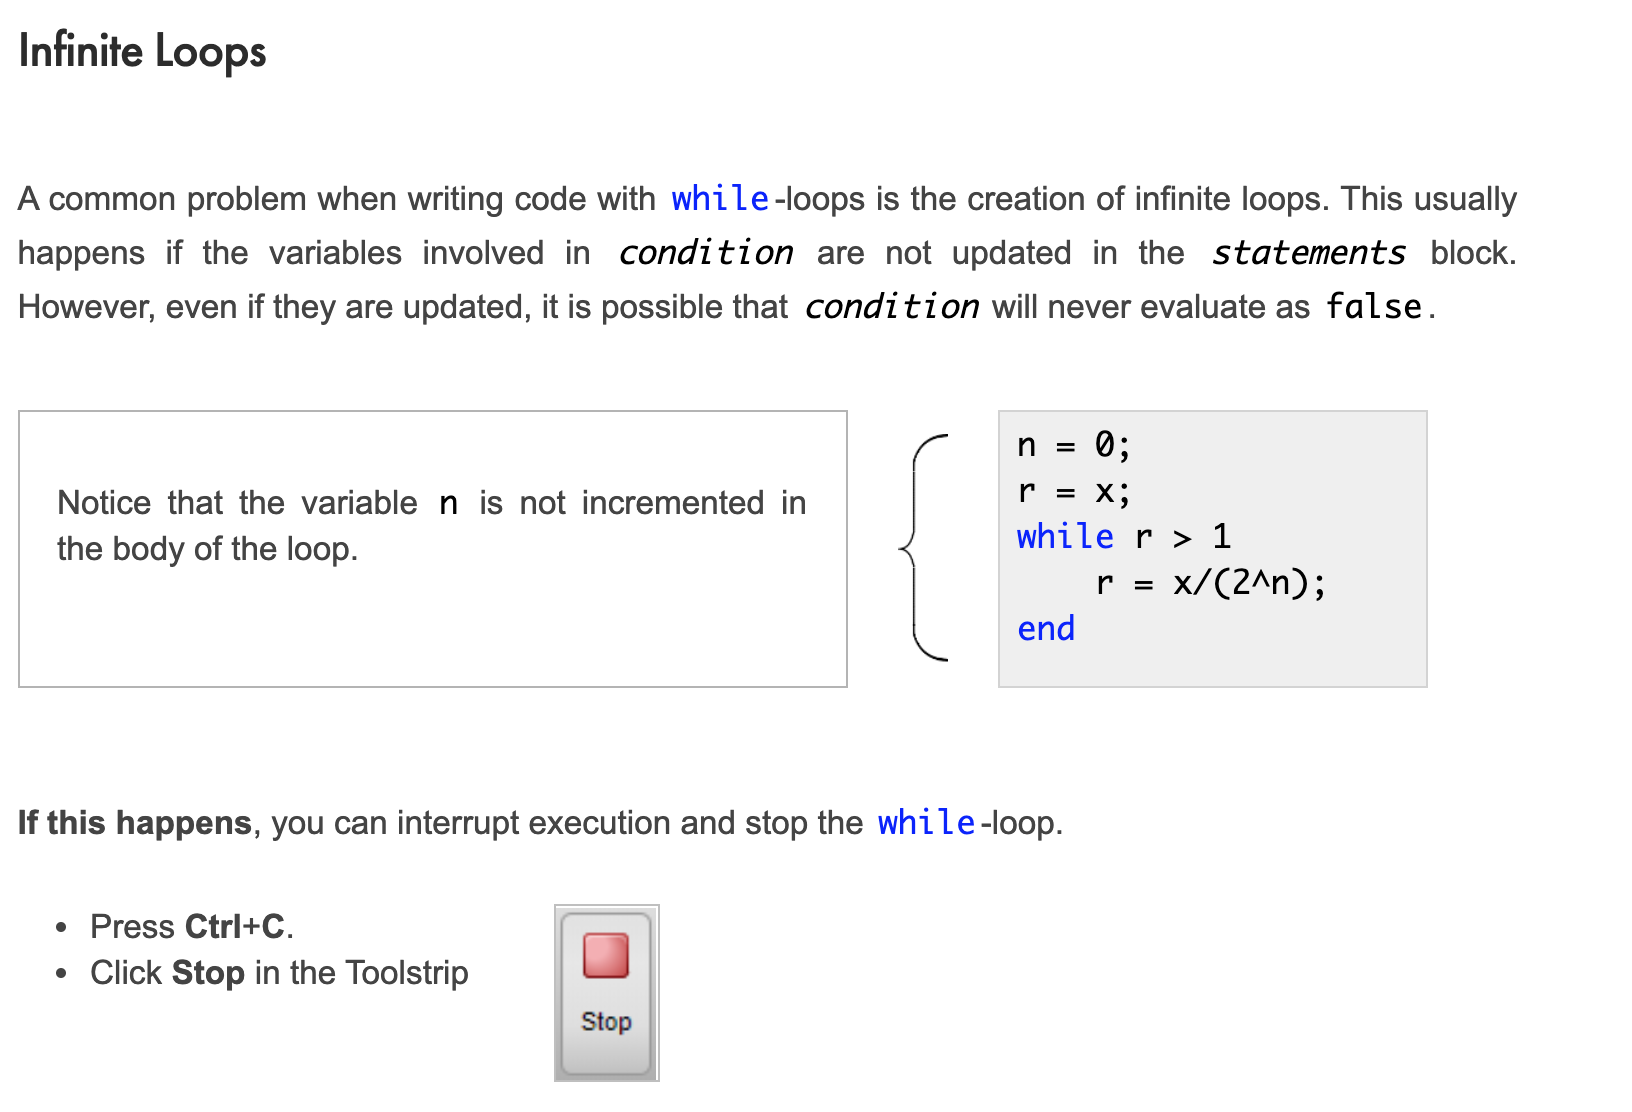 Infinite Loops
A common problem when writing code with while-loops is the creation of infinite loops. This usually
happens if the variables involved in condition are not updated in the statements block.
However, even if they are updated, it is possible that condition will never evaluate as false.
Notice that the variable n is not incremented in
the body of the loop.
n = 0;
r = x;
while r > 1
    r = x/(2^n);
end
If this happens, you can interrupt execution and stop the while-loop.
• Press Ctrl+C.
• Click Stop in the Toolstrip
Stop